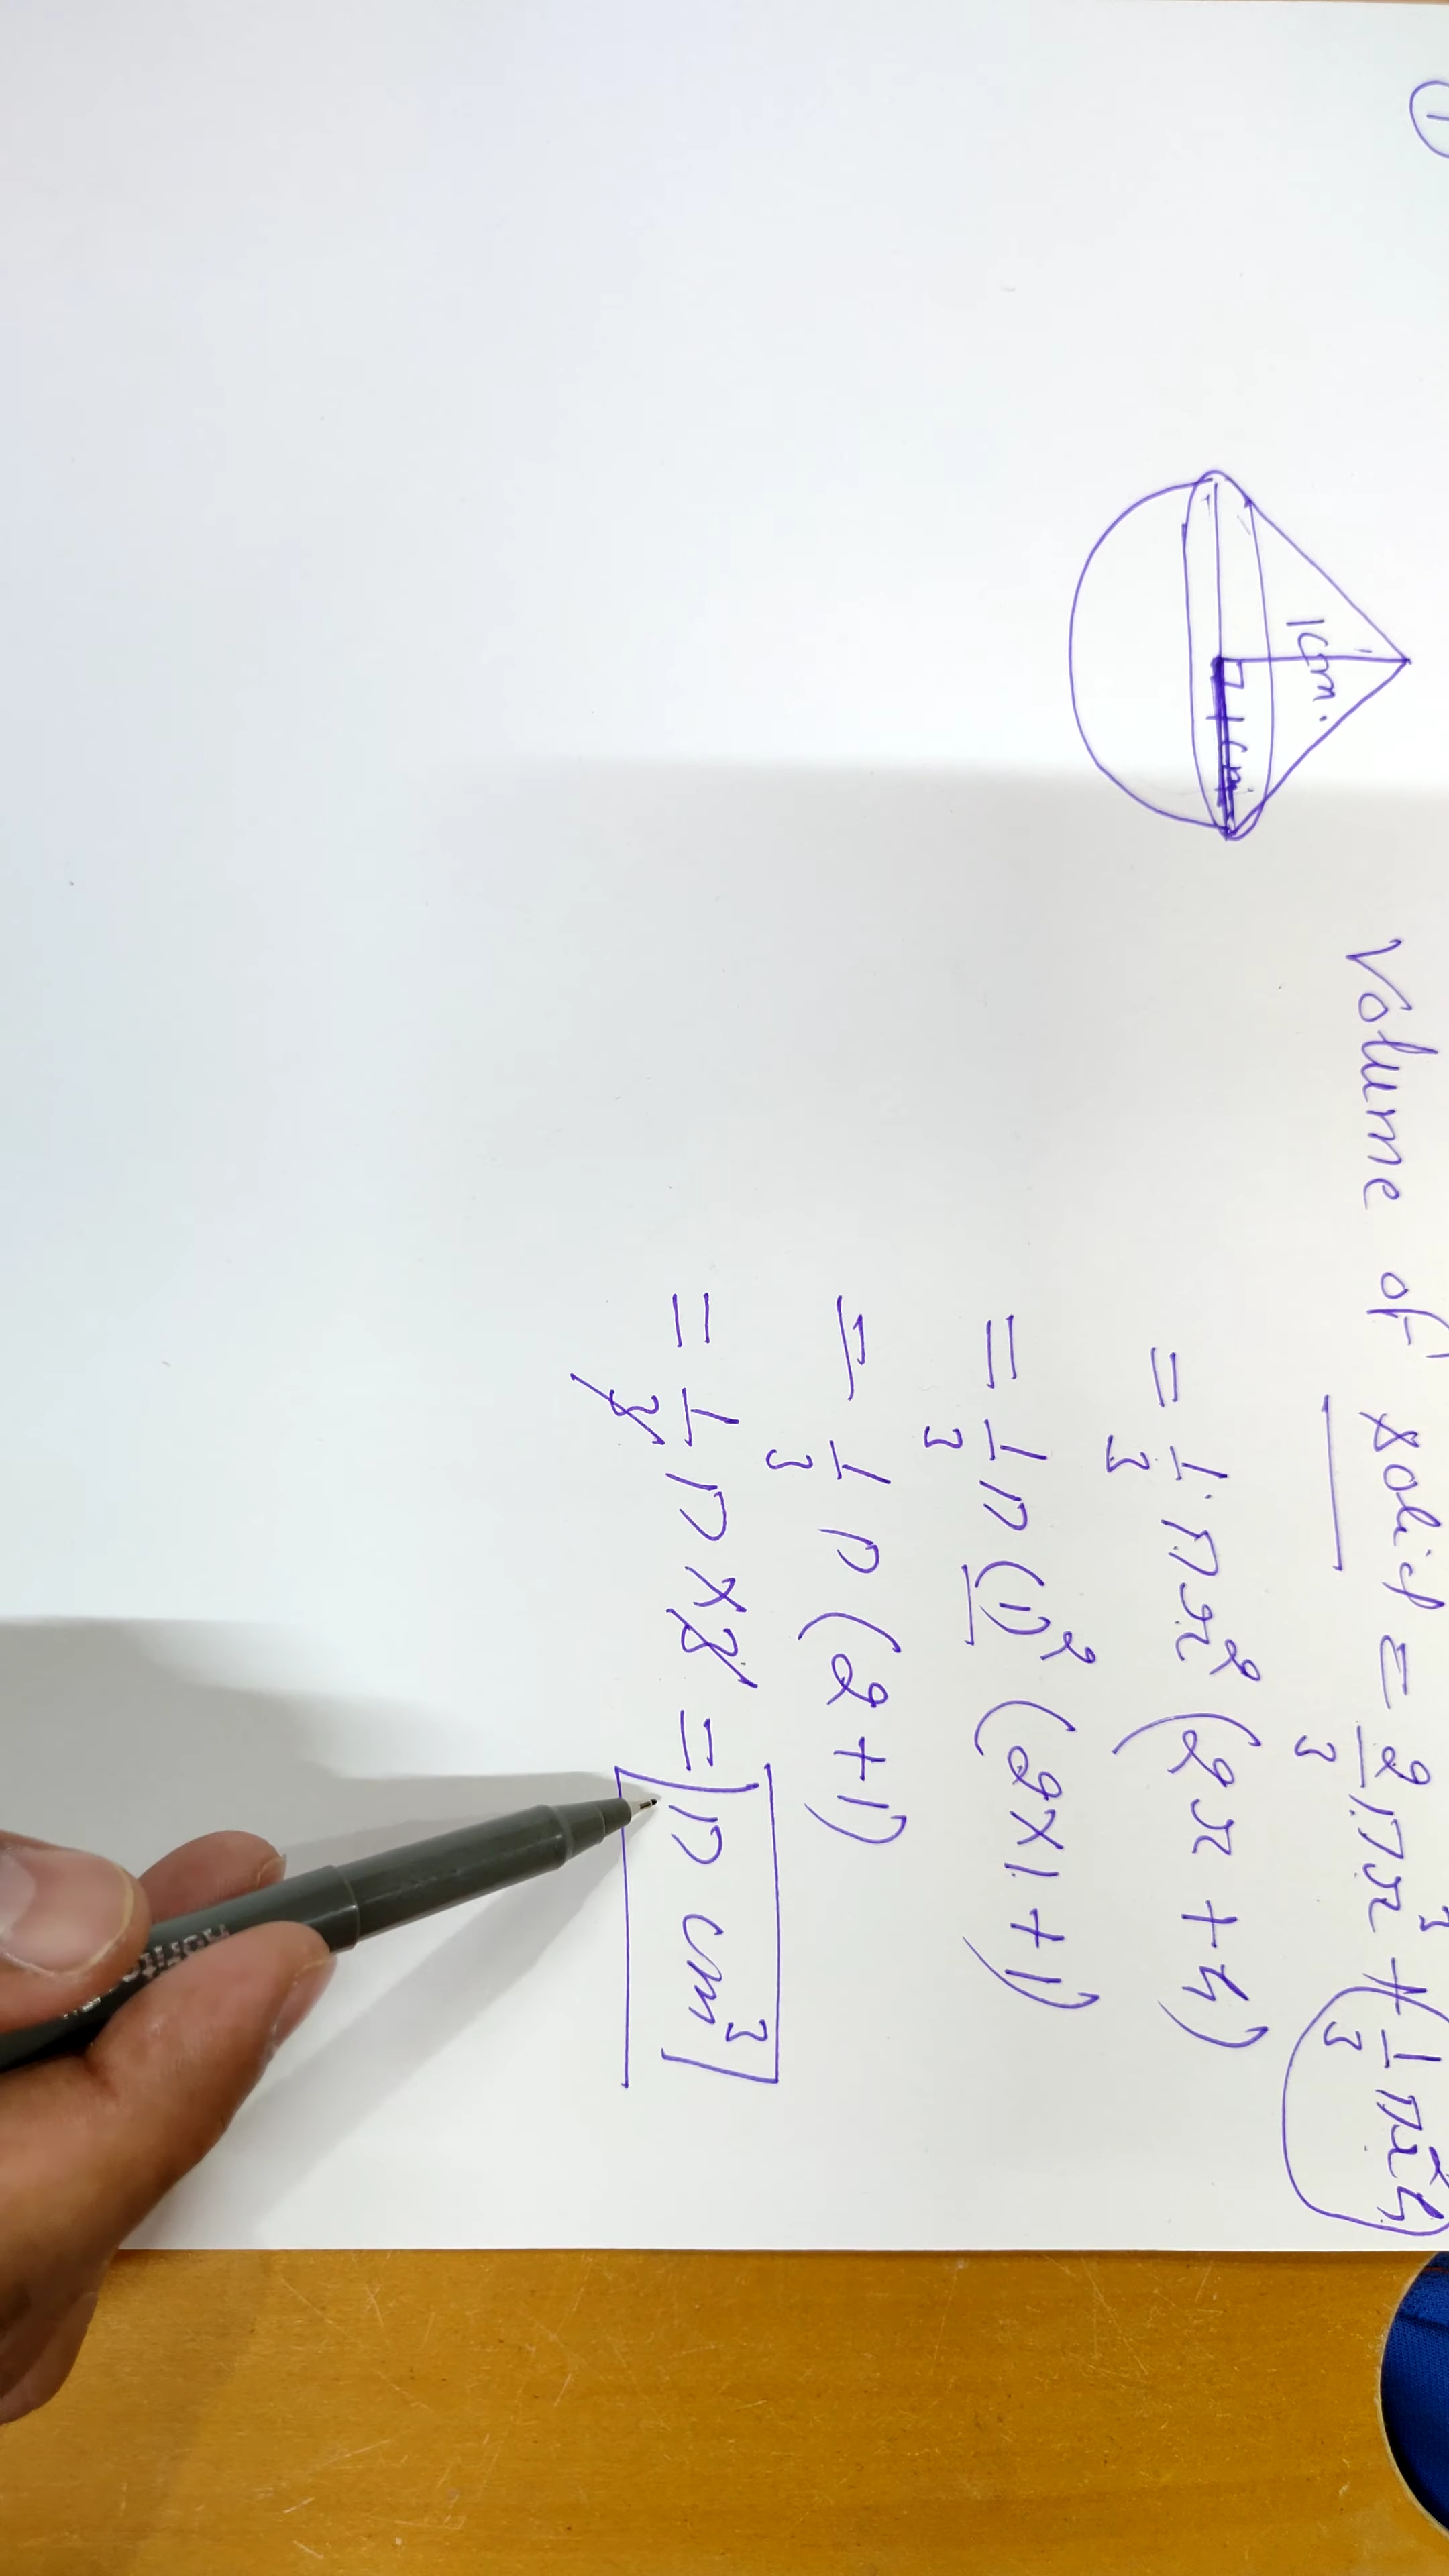 ①
1cm.
1cm.
Volume of solid = 2/3 πr³ + 1/3 πr²h
= 1/3 πr² (2r + h)
= 1/3 π (1)² (2×1 + 1)
= 1/3 π (2+1)
= 1/3 π × 3 = π cm³